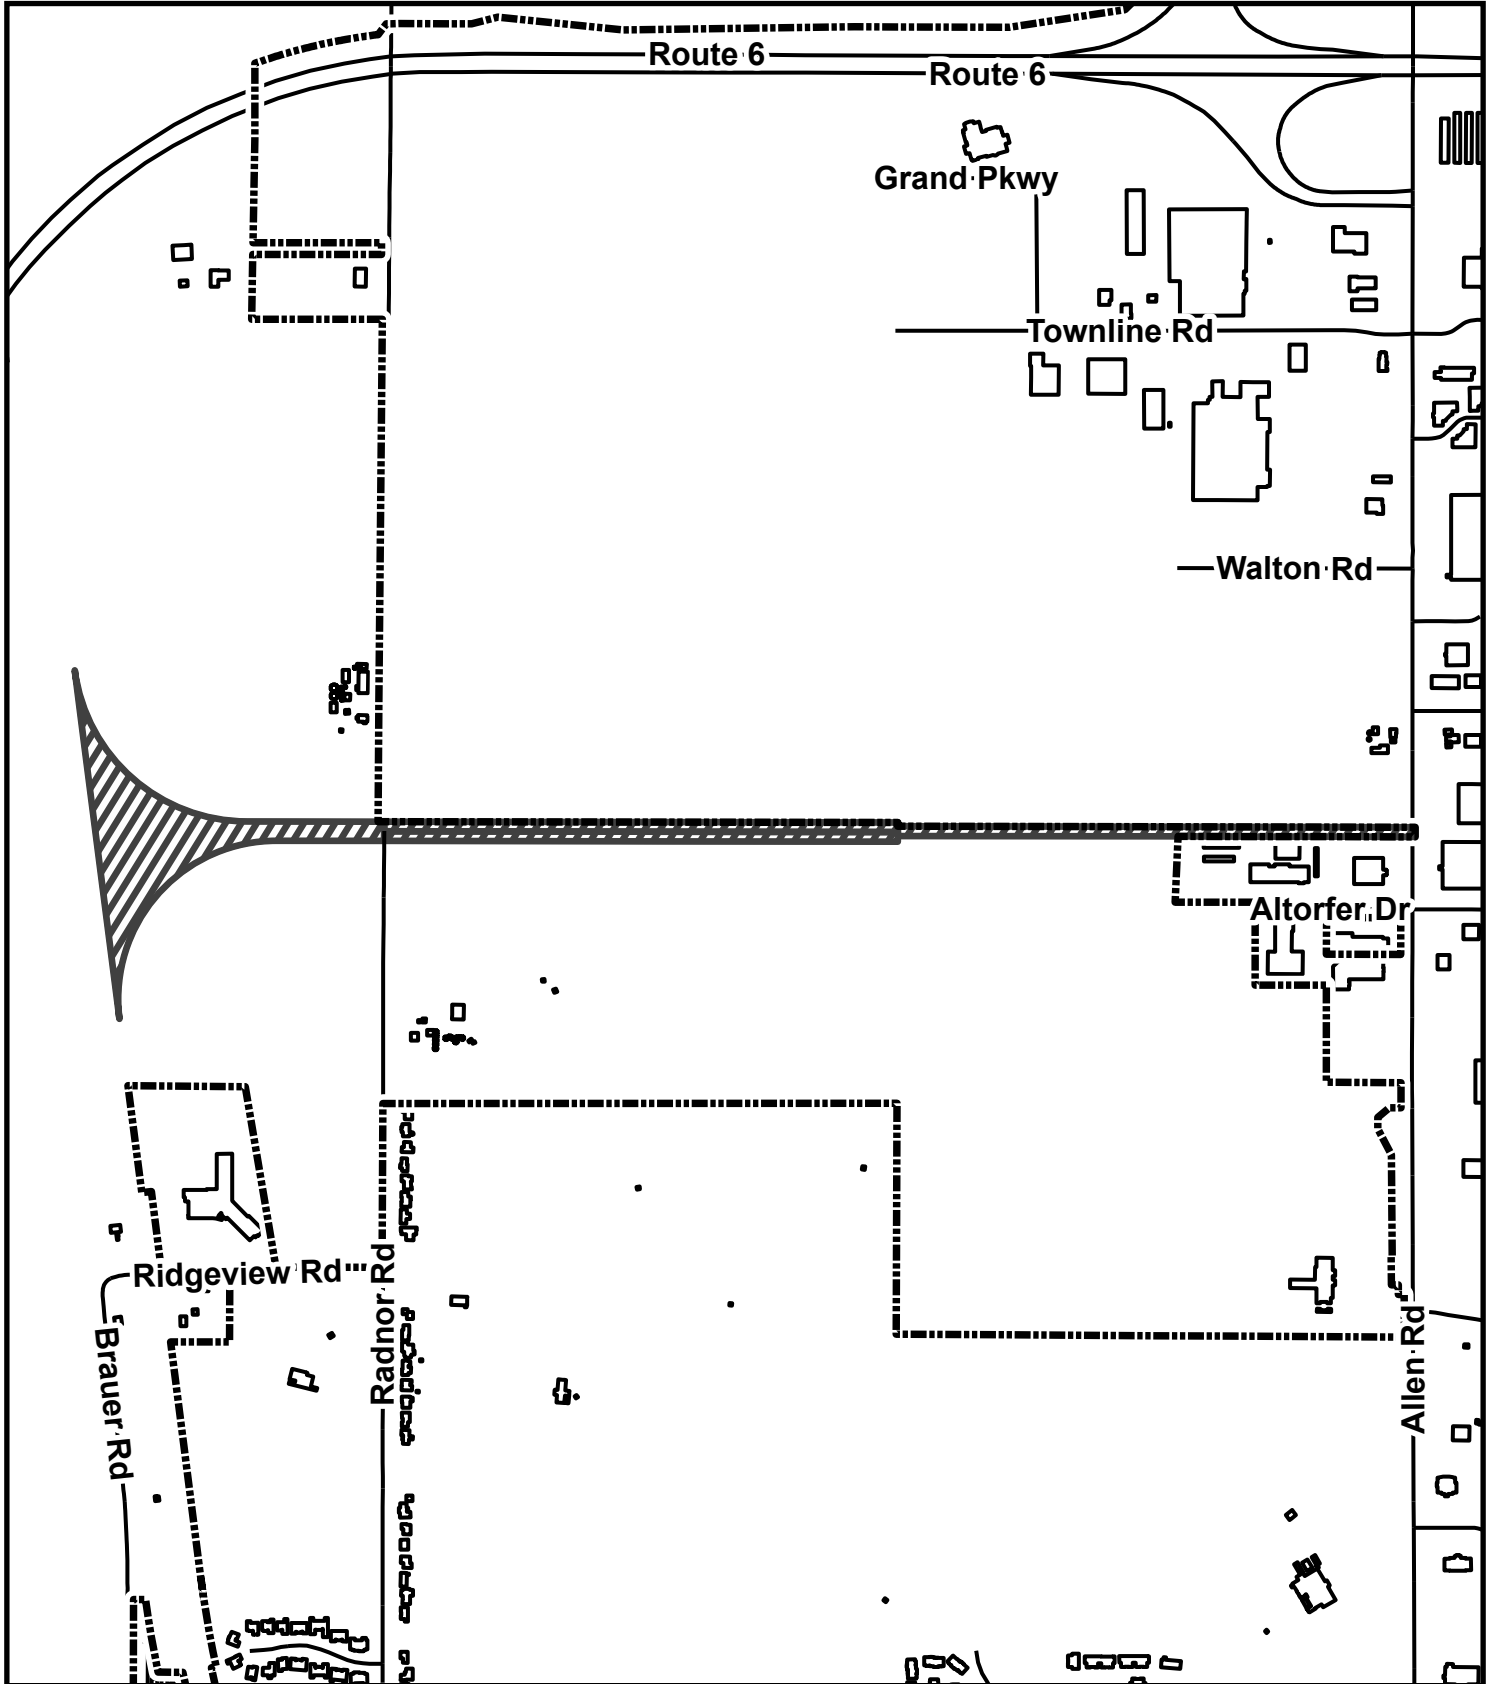 Route 6
Route 6
Grand Pkwy
Townline Rd
Walton Rd
Altorfer Dr
Ridgeview Rd
Radnor Rd
Brauer Rd
Allen Rd